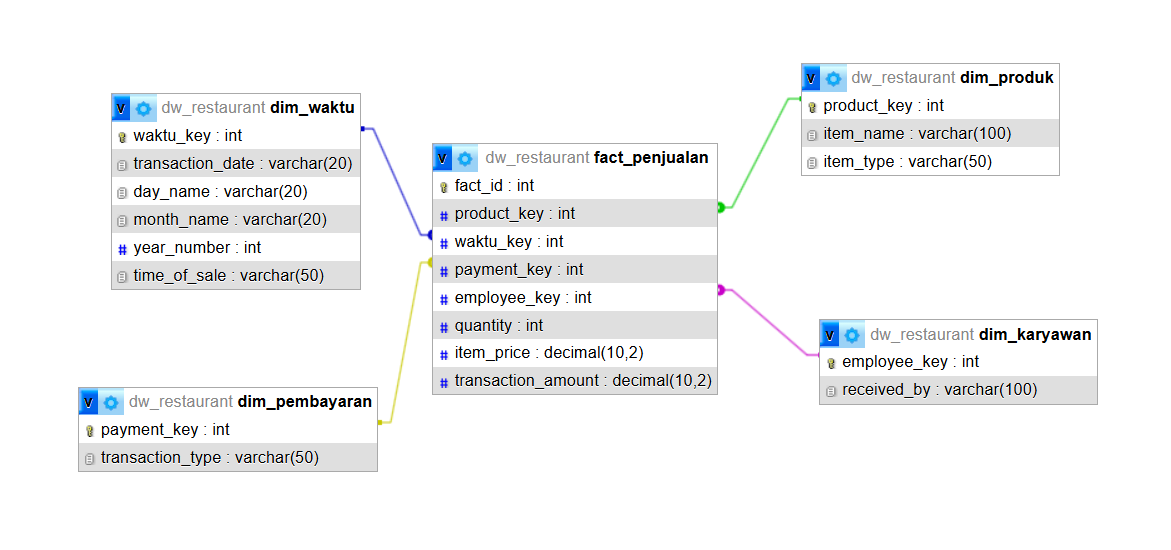 v dw_restaurant dim_waktu
waktu_key : int
transaction_date : varchar(20)
day_name : varchar(20)
month_name : varchar(20)
# year_number : int
time_of_sale : varchar(50)
v dw_restaurant dim_pembayaran
payment_key : int
transaction_type : varchar(50)
v dw_restaurant fact_penjualan
fact_id : int
# product_key : int
# waktu_key : int
# payment_key : int
# employee_key : int
# quantity : int
# item_price : decimal(10,2)
# transaction_amount : decimal(10,2)
v dw_restaurant dim_produk
product_key : int
item_name : varchar(100)
item_type : varchar(50)
v dw_restaurant dim_karyawan
employee_key : int
received_by : varchar(100)